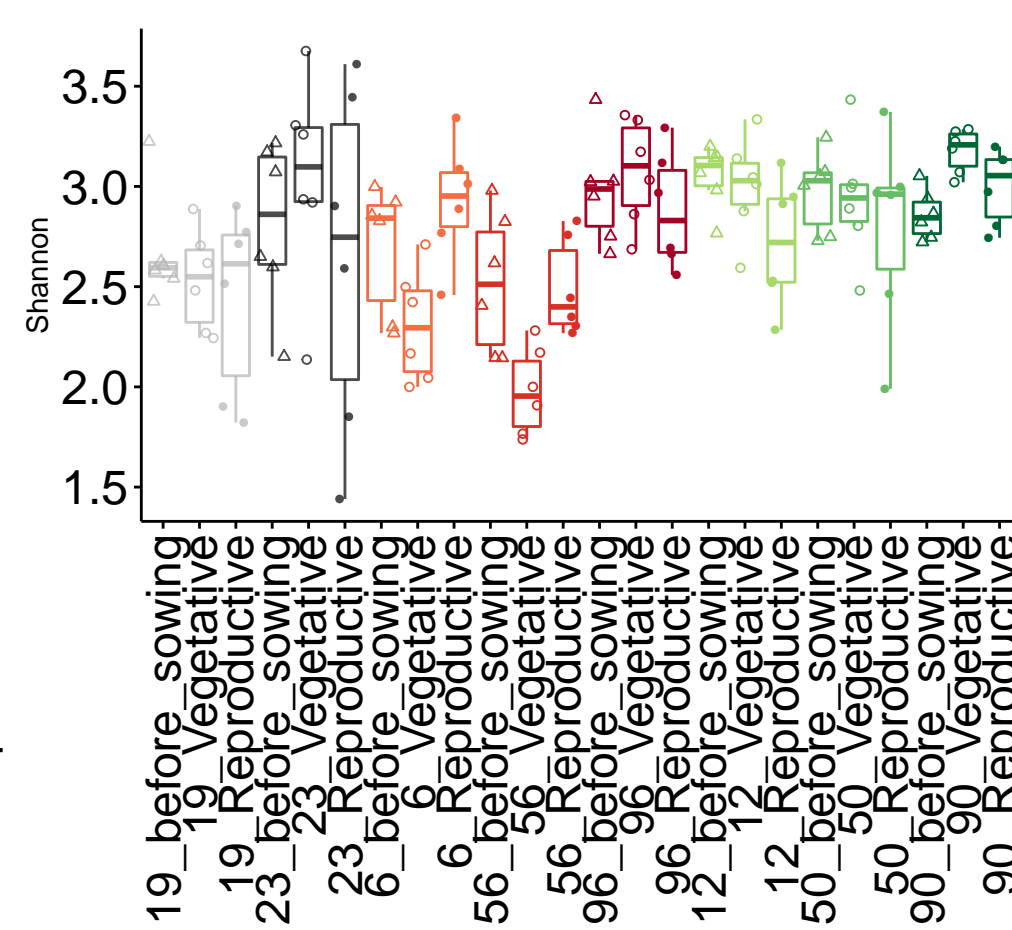 3.5
3.0
2.5
2.0
1.5
Shannon
19_before_sowing
19_Vegetative
19_Reproductive
23_before_sowing
23_Vegetative
23_Reproductive
6_before_sowing
6_Vegetative
6_Reproductive
56_before_sowing
56_Vegetative
56_Reproductive
96_before_sowing
96_Vegetative
96_Reproductive
12_before_sowing
12_Vegetative
12_Reproductive
50_before_sowing
50_Vegetative
50_Reproductive
90_before_sowing
90_Vegetative
90_Reproductive